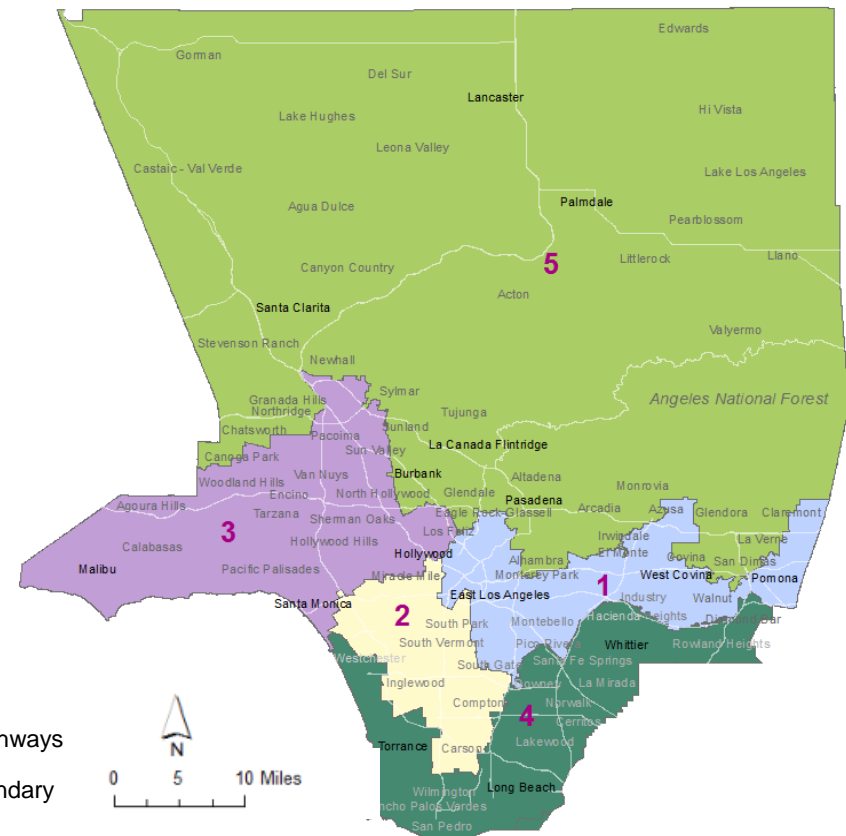 Edwards
Gorman
Del Sur
Lancaster
Hi Vista
Lake Hughes
Leona Valley
Castaic - Val Verde
Lake Los Angeles
Palmdale
Agua Dulce
Pearblossom
Canyon Country
5
Littlerock
Llano
Acton
Santa Clarita
Valyermo
Stevenson Ranch
Newhall
Sylmar
Angeles National Forest
Granada Hills
Northridge
Tujunga
Chatsworth
Pacoima
Sunland
Sun Valley
La Canada Flintridge
Canoga Park
Van Nuys
Burbank
Altadena
Woodland Hills
Monrovia
Encino
North Hollywood
Glendale
Pasadena
Agoura Hills
Tarzana
Sherman Oaks
Eagle Rock-Glassell
Arcadia
Azusa
Glendora
Claremont
3
Los Feliz
Irwindale
La Verne
Calabasas
Hollywood Hills
Hollywood
Alhambra
El Monte
Covina
San Dimas
Malibu
Pacific Palisades
Miracle Mile
Monterey Park
1
West Covina
Pomona
Santa Monica
East Los Angeles
Industry
Walnut
2
South Park
Montebello
Hacienda Heights
Diamond Bar
South Vermont
Pico Rivera
Whittier
Rowland Heights
Westchester
South Gate
Santa Fe Springs
Inglewood
Downey
La Mirada
Compton
Norwalk
4
Cerritos
Torrance
Carson
Lakewood
hways
N
0 5 10 Miles
ndary
Wilmington
Long Beach
ncho Palos Verdes
San Pedro